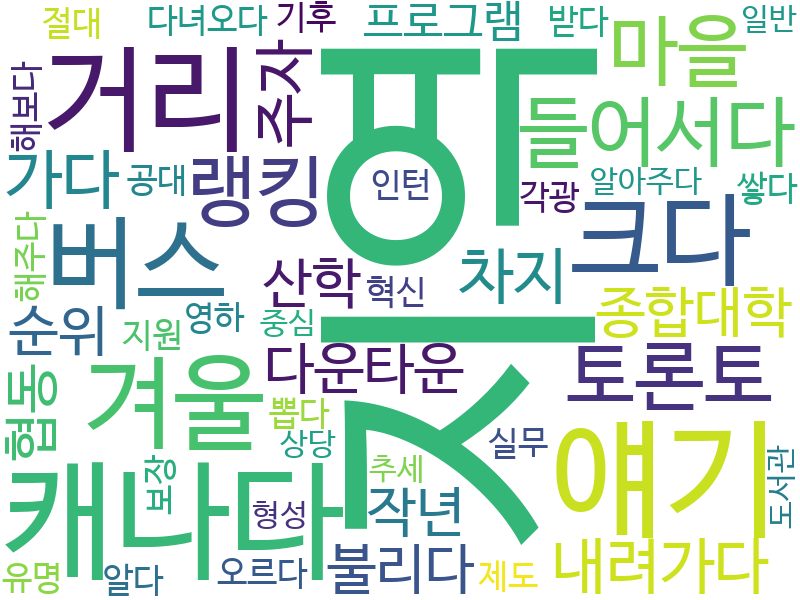 절대
다녀오다
기후
프로그램
받다
일반
해보다
거리
주자
지역
마을
들어서다
가다
공대
랭킹
인턴
각광
알아주다
쌓다
해주다
버스
산학
혁신
차지
크다
순위
지원
영하
중심
종합대학
협동
겨울
다운타운
토론토
뽑다
상당
실무
얘기
도서관
캐나다
보장
추세
형성
작년
유명
알다
오르다
불리다
제도
내려가다